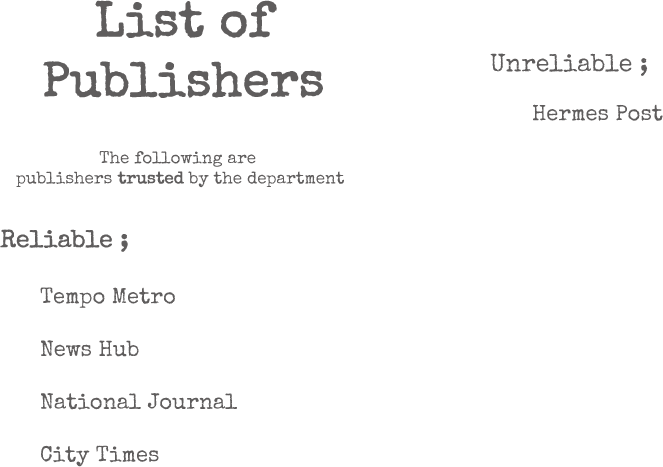 List of
Publishers
The following are
publishers trusted by the department
Reliable ;
Tempo Metro
News Hub
National Journal
City Times
Unreliable ;
Hermes Post